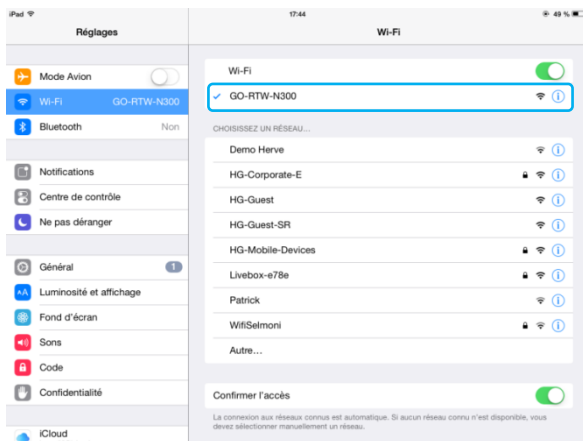 iPad 17:44 49 %
Réglages
Wi-Fi
Mode Avion
Wi-Fi GO-RTW-N300
Bluetooth Non
Notifications
Centre de contrôle
Ne pas déranger
Général 1
Luminosité et affichage
Fond d'écran
Sons
Code
Confidentialité
iCloud
Wi-Fi
GO-RTW-N300
CHOISISSEZ UN RÉSEAU...
Demo Herve
HG-Corporate-E
HG-Guest
HG-Guest-SR
HG-Mobile-Devices
Livebox-e78e
Patrick
WifiSelmoni
Autre...
Confirmer l'accès
La connexion aux réseaux connus est automatique. Si aucun réseau connu n'est disponible, vous
devez sélectionner manuellement un réseau.